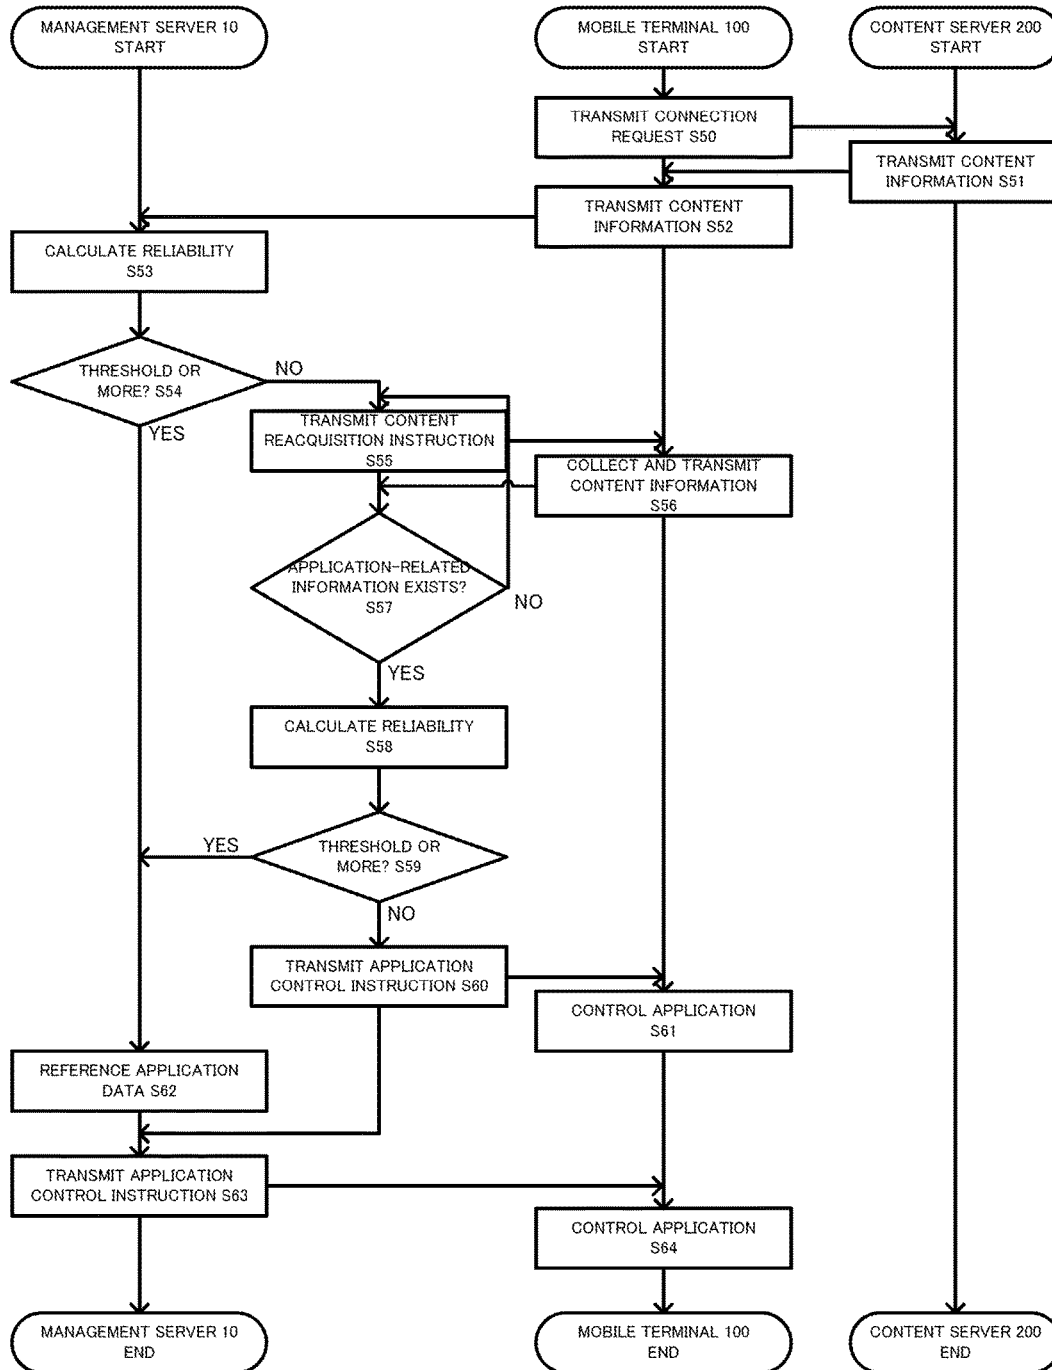 MANAGEMENT SERVER 10
START
MOBILE TERMINAL 100
START
CONTENT SERVER 200
START
TRANSMIT CONNECTION
REQUEST S50
TRANSMIT CONTENT
INFORMATION S51
TRANSMIT CONTENT
INFORMATION S52
CALCULATE RELIABILITY
S53
THRESHOLD OR
MORE? S54
NO
YES
TRANSMIT CONTENT
REACQUISITION INSTRUCTION
S55
COLLECT AND TRANSMIT
CONTENT INFORMATION
S56
APPLICATION-RELATED
INFORMATION EXISTS?
S57
NO
YES
CALCULATE RELIABILITY
S58
THRESHOLD OR
MORE? S59
YES
NO
TRANSMIT APPLICATION
CONTROL INSTRUCTION S60
CONTROL APPLICATION
S61
REFERENCE APPLICATION
DATA S62
TRANSMIT APPLICATION
CONTROL INSTRUCTION S63
CONTROL APPLICATION
S64
MANAGEMENT SERVER 10
END
MOBILE TERMINAL 100
END
CONTENT SERVER 200
END